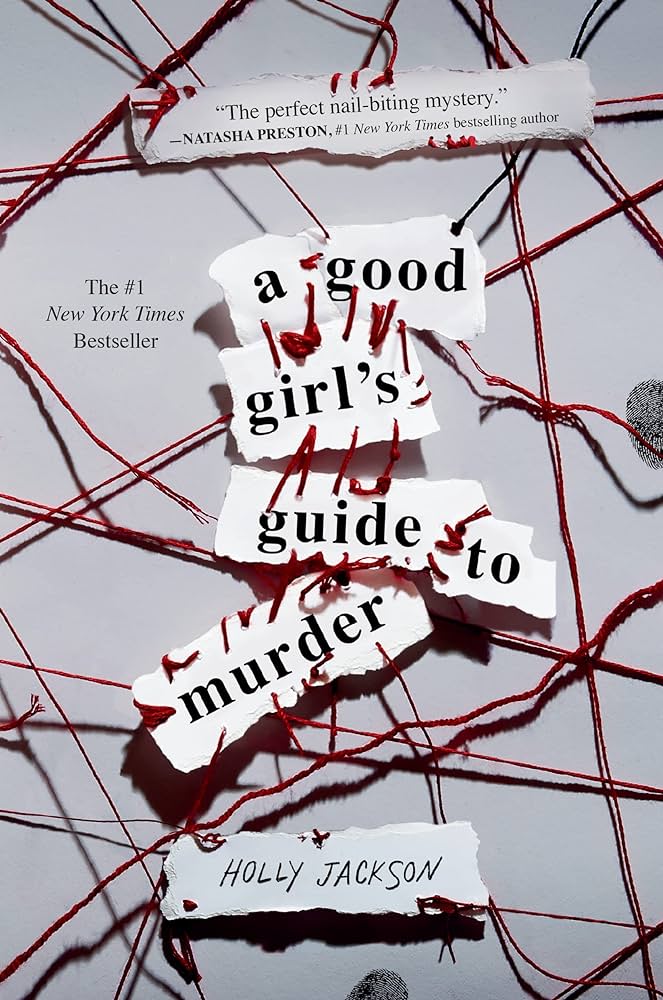 “The perfect nail-biting mystery.”
—NATASHA PRESTON, #1 New York Times bestselling author
a good
The #1
New York Times
Bestseller
girl’s
guide to
murder
HOLLY JACKSON